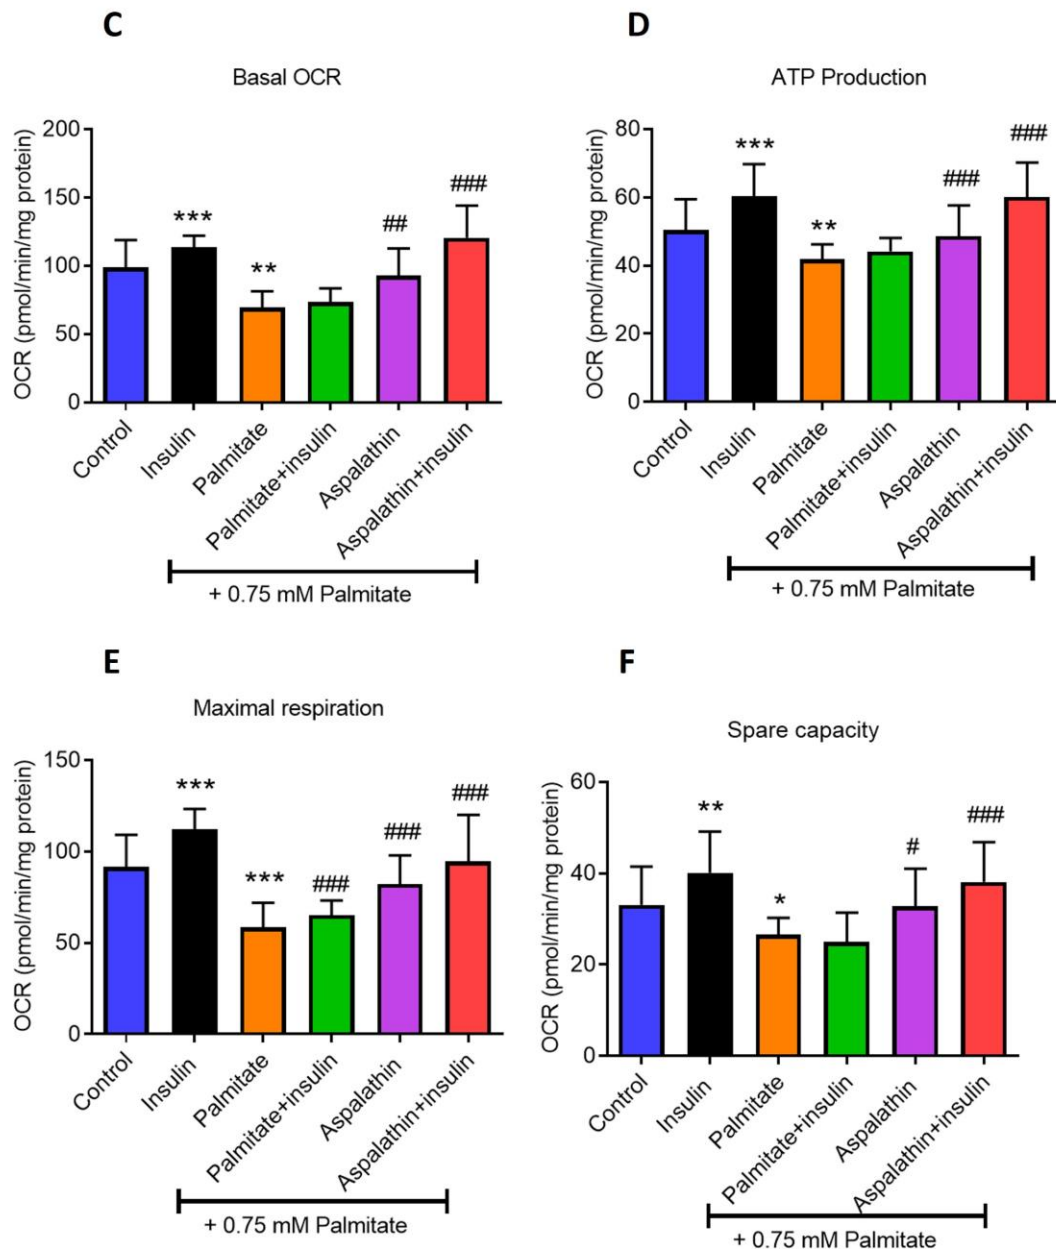 C
Basal OCR
OCR (pmol/min/mg protein)
200
150
100
50
0
***
**
##
###
Control
Insulin
Palmitate
Palmitate+insulin
Aspalathin
Aspalathin+insulin
+ 0.75 mM Palmitate
D
ATP Production
OCR (pmol/min/mg protein)
80
60
40
20
0
***
**
###
###
Control
Insulin
Palmitate
Palmitate+insulin
Aspalathin
Aspalathin+insulin
+ 0.75 mM Palmitate
E
Maximal respiration
OCR (pmol/min/mg protein)
150
100
50
0
***
***
###
###
###
Control
Insulin
Palmitate
Palmitate+insulin
Aspalathin
Aspalathin+insulin
+ 0.75 mM Palmitate
F
Spare capacity
OCR (pmol/min/mg protein)
60
40
20
0
**
*
#
###
Control
Insulin
Palmitate
Palmitate+insulin
Aspalathin
Aspalathin+insulin
+ 0.75 mM Palmitate